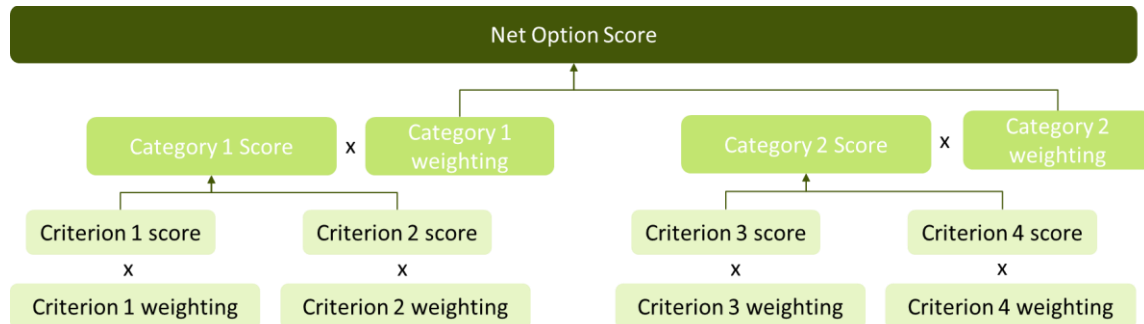 Net Option Score
Category 1 Score
x
Category 1
weighting
Category 2 Score
x
Category 2
weighting
Criterion 1 score
Criterion 2 score
Criterion 3 score
Criterion 4 score
x
x
x
x
Criterion 1 weighting
Criterion 2 weighting
Criterion 3 weighting
Criterion 4 weighting